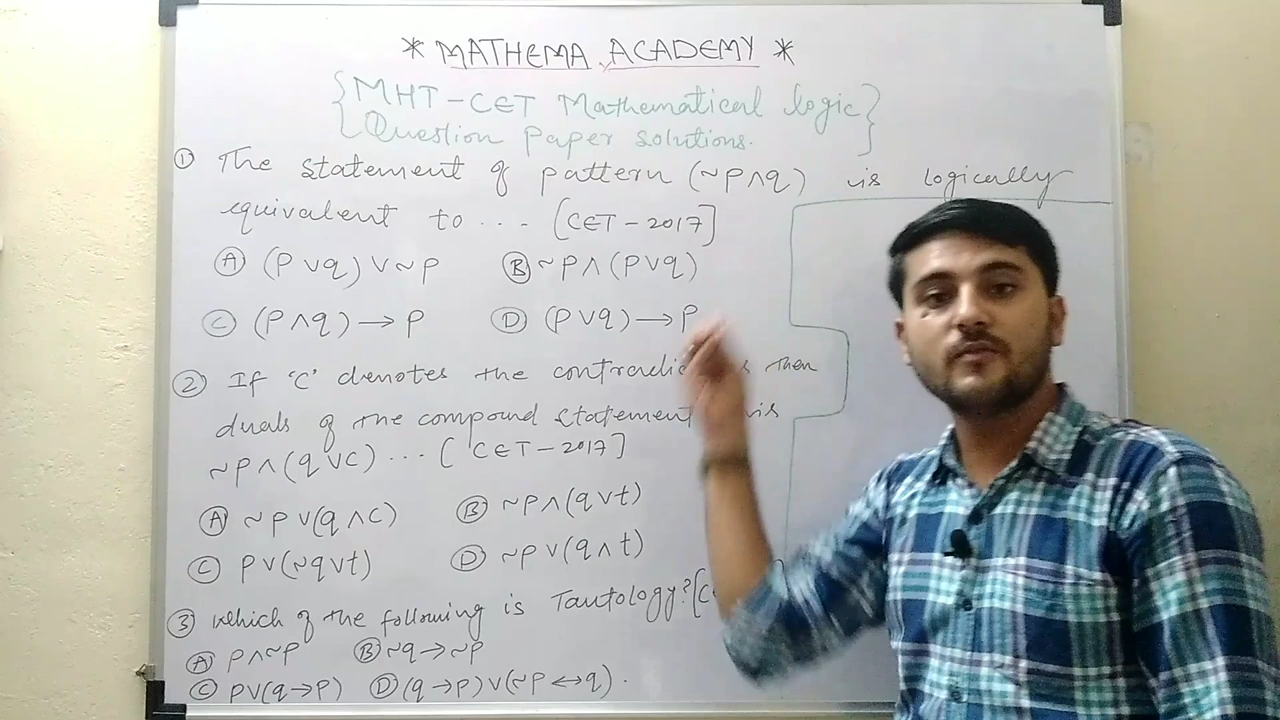 * MATHEMA ACADEMY *
{MHT-CET Mathematical logic
Question Paper solutions.}
① The statement of pattern (~p∧q) is logically
equivalent to ... [CET-2017]
Ⓐ (p∨q)∨~p Ⓑ ~p∧(p∨q)
Ⓒ (p∧q)→p Ⓓ (p∨q)→p
② If 'c' denotes the then
duals of the compound statement is
~p∧(q∨c) ... [CET-2017]
Ⓐ ~p∨(q∧c) Ⓑ ~p∧(q∨t)
Ⓒ p∨(~q∨t) Ⓓ ~p∨(q∧t)
③ which of the following is Tautology?
Ⓐ p∧~p Ⓑ ~q→~p
Ⓒ p∨(q→p) Ⓓ (q→p)∨(~p↔q).